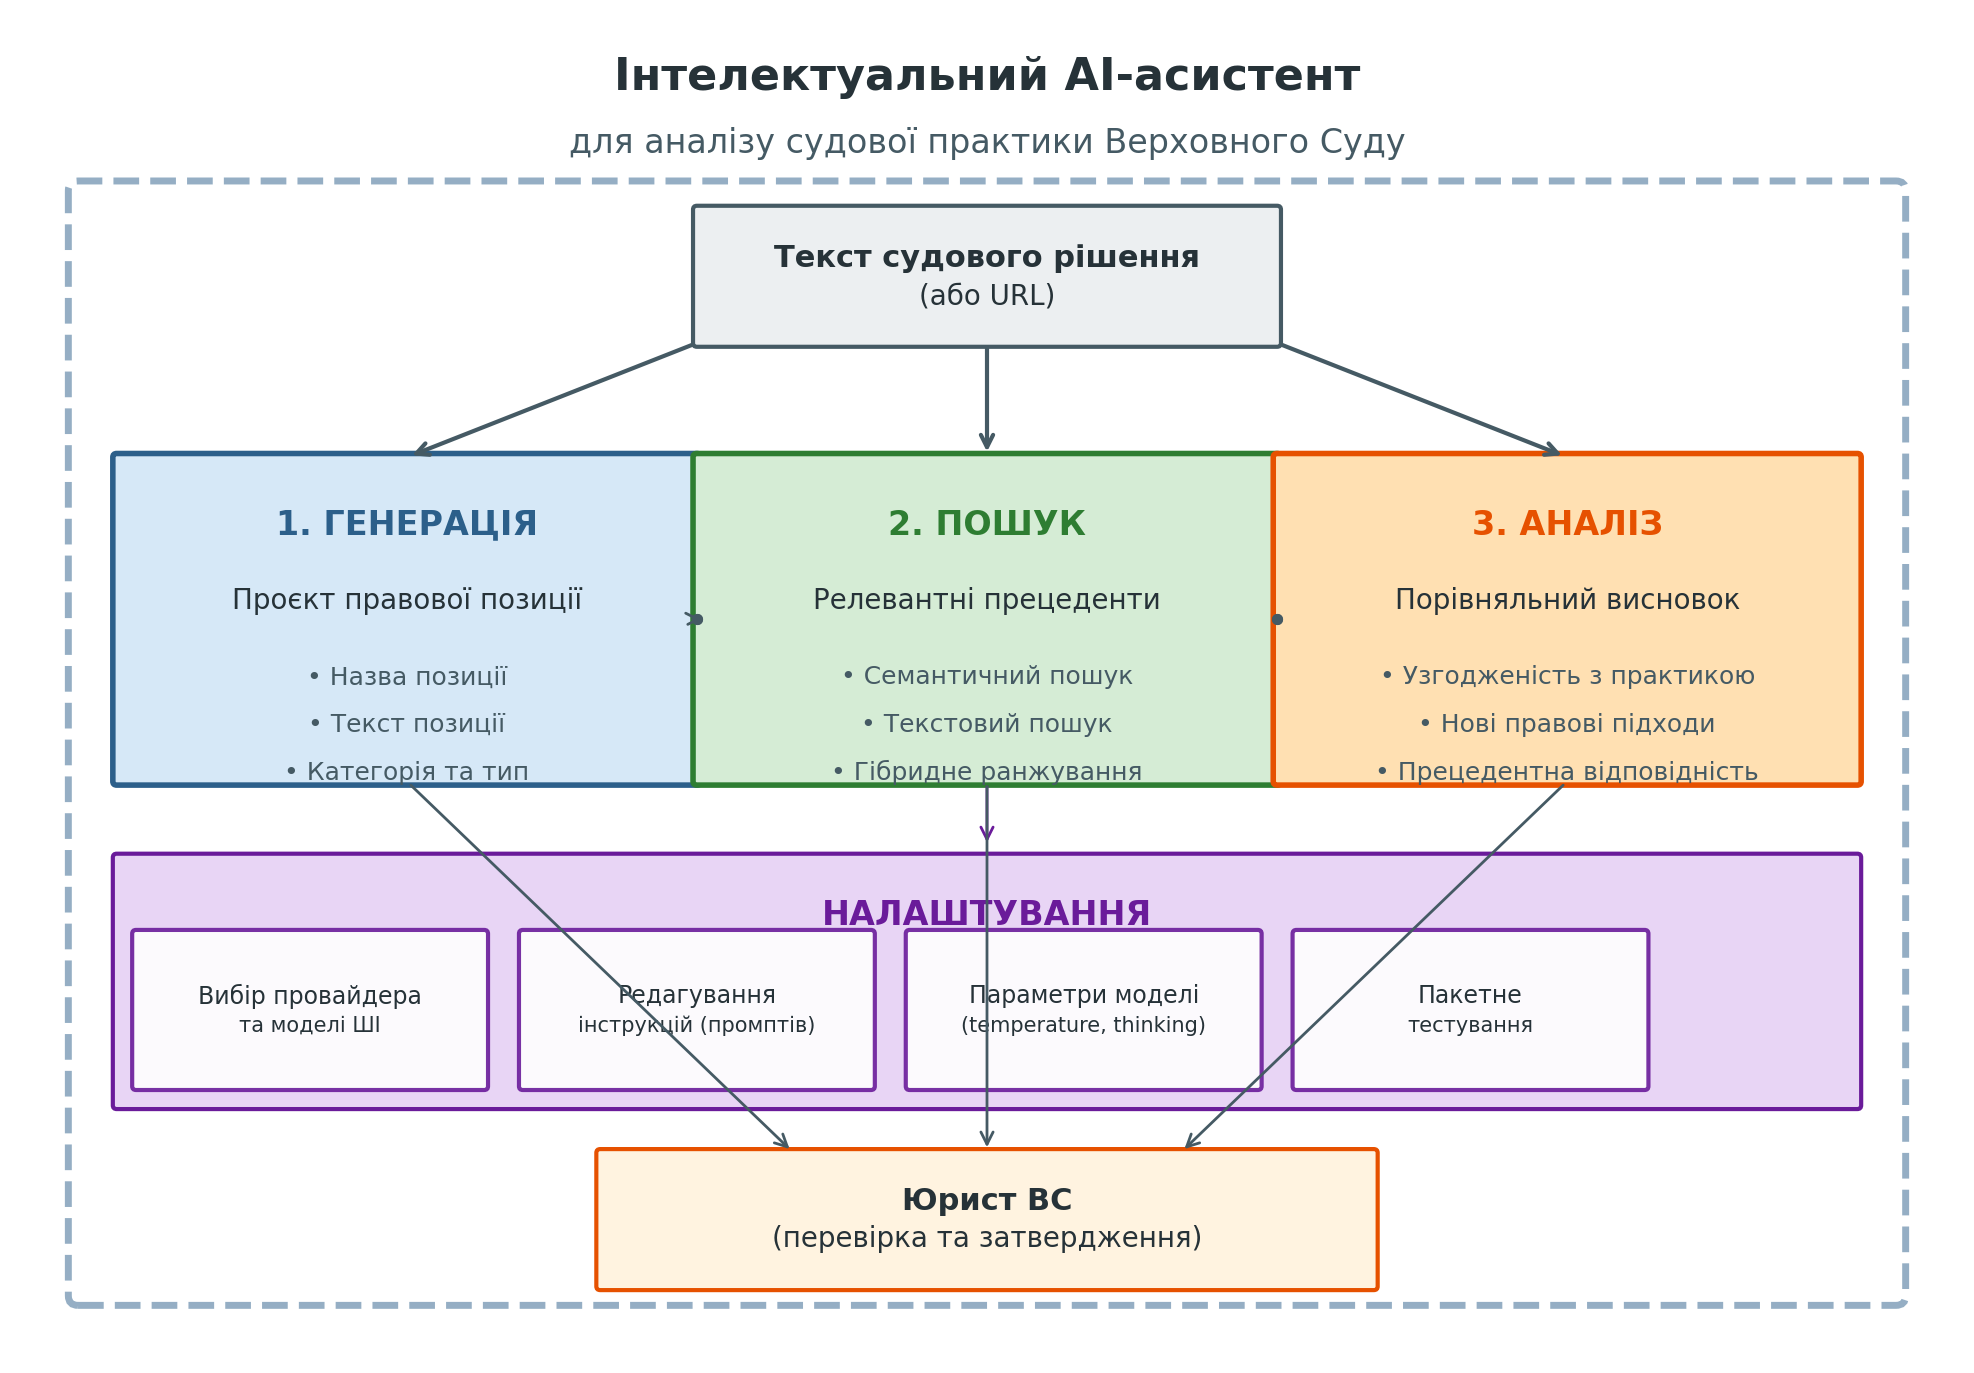 Інтелектуальний AI-асистент
для аналізу судової практики Верховного Суду
Текст судового рішення
(або URL)
1. ГЕНЕРАЦІЯ
Проєкт правової позиції
• Назва позиції
• Текст позиції
• Категорія та тип
2. ПОШУК
Релевантні прецеденти
• Семантичний пошук
• Текстовий пошук
• Гібридне ранжування
3. АНАЛІЗ
Порівняльний висновок
• Узгодженість з практикою
• Нові правові підходи
• Прецедентна відповідність
НАЛАШТУВАННЯ
Вибір провайдера
та моделі ШІ
Редагування
інструкцій (промптів)
Параметри моделі
(temperature, thinking)
Пакетне
тестування
Юрист ВС
(перевірка та затвердження)